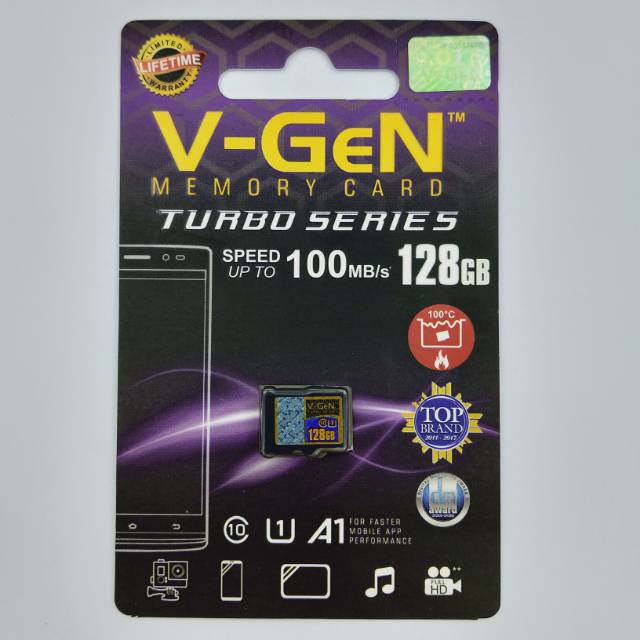 LIMITED
LIFETIME
WARRANTY
V-GeN™
MEMORY CARD
TURBO SERIES
SPEED
UP TO
100MB/s*
128GB
100°C
V-GeN
128GB
TOP
BRAND
2011 - 2017
award
10
U1
A1
FOR FASTER
MOBILE APP
PERFORMANCE
FULL
HD